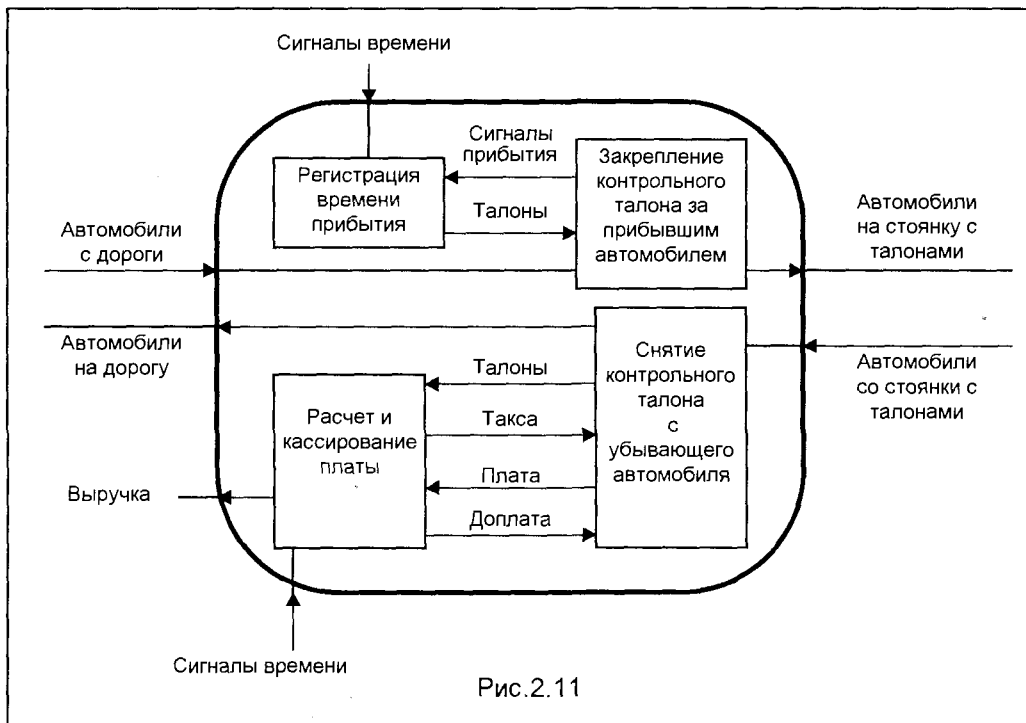 Сигналы времени
Сигналы
прибытия
Регистрация
времени
прибытия
Талоны
Закрепление
контрольного
талона за
прибывшим
автомобилем
Автомобили
с дороги
Автомобили
на стоянку с
талонами
Автомобили
на дорогу
Снятие
контрольного
талона
с
убывающего
автомобиля
Автомобили
со стоянки с
талонами
Талоны
Расчет и
кассирование
платы
Такса
Плата
Доплата
Выручка
Сигналы времени
Рис.2.11